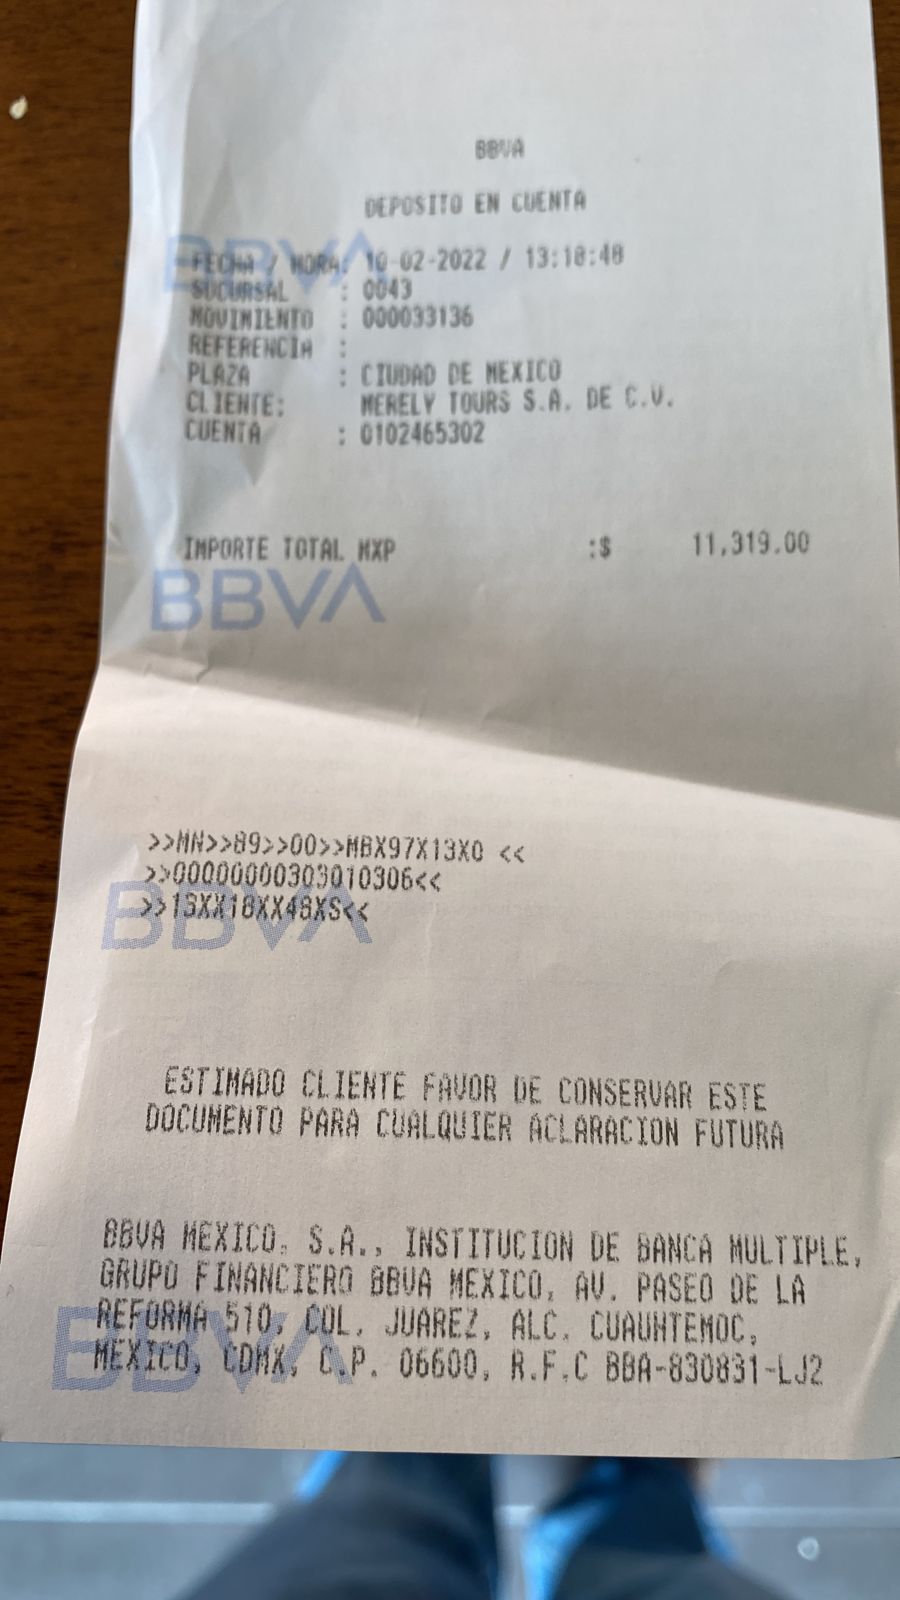 BBVA
DEPOSITO EN CUENTA
BBVA
FECHA / HORA: 10-02-2022 / 13:18:48
SUCURSAL : 0043
MOVIMIENTO : 000033136
REFERENCIA :
PLAZA : CIUDAD DE MEXICO
CLIENTE: MERELY TOURS S.A. DE C.V.
CUENTA : 0102465302
IMPORTE TOTAL MXP :$ 11,319.00
BBVA
>>MN>>89>>00>>MBX97X13X0 <<
>>00000000303010306<<
>>13XX18XX48XS<<
BBVA
ESTIMADO CLIENTE FAVOR DE CONSERVAR ESTE
DOCUMENTO PARA CUALQUIER ACLARACION FUTURA
BBVA MEXICO, S.A., INSTITUCION DE BANCA MULTIPLE,
GRUPO FINANCIERO BBVA MEXICO, AV. PASEO DE LA
REFORMA 510, COL. JUAREZ, ALC. CUAUHTEMOC,
MEXICO, CDMX, C.P. 06600, R.F.C BBA-830831-LJ2
BBVA